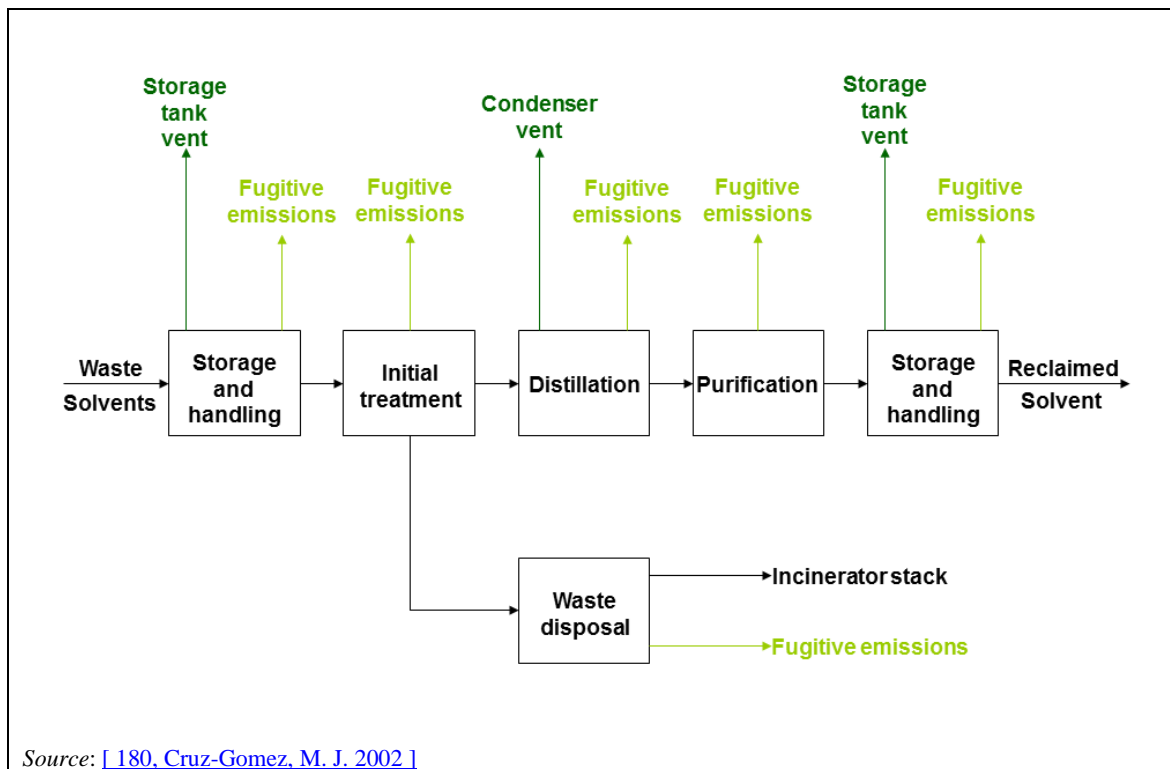 Storage
tank
vent
Condenser
vent
Storage
tank
vent
Fugitive
emissions
Fugitive
emissions
Fugitive
emissions
Fugitive
emissions
Fugitive
emissions
Waste
Solvents
Storage
and
handling
Initial
treatment
Distillation
Purification
Storage
and
handling
Reclaimed
Solvent
Waste
disposal
Incinerator stack
Fugitive emissions
Source: [ 180, Cruz-Gomez, M. J. 2002 ]